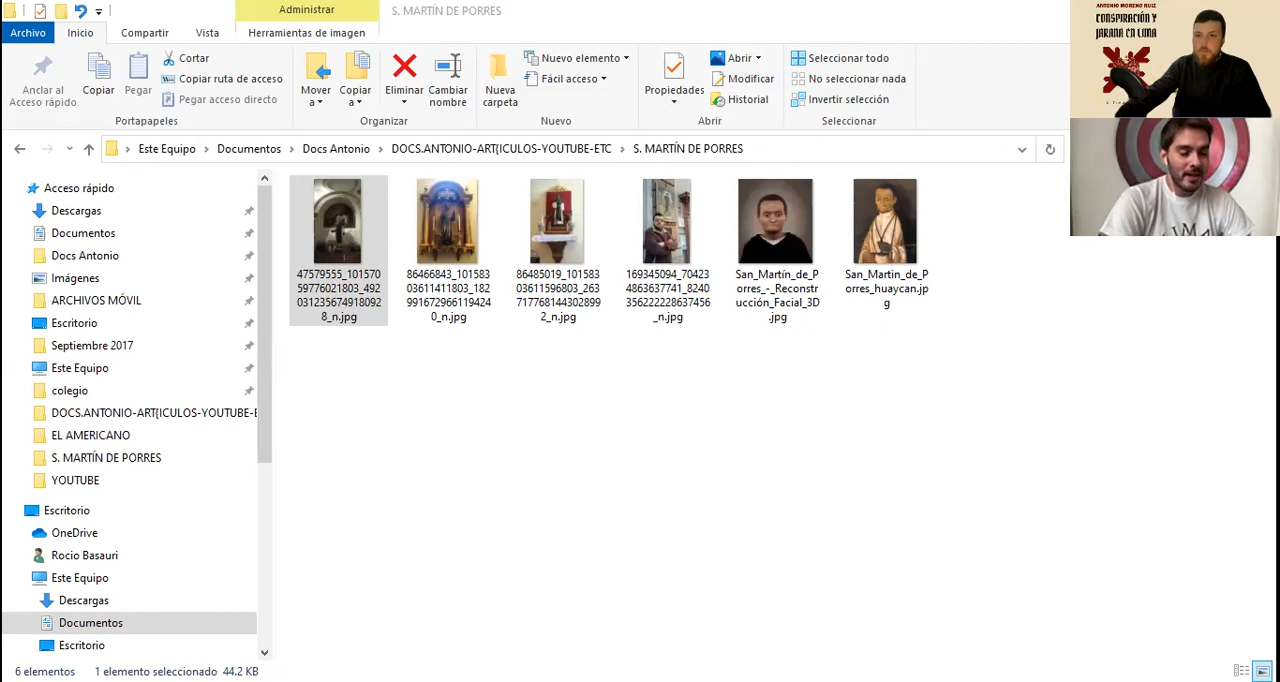 Administrar
S. MARTÍN DE PORRES
Archivo
Inicio
Compartir
Vista
Herramientas de imagen
Anclar al
Acceso rápido
Copiar
Pegar
Cortar
Copiar ruta de acceso
Pegar acceso directo
Portapapeles
Mover
a
Copiar
a
Eliminar
Cambiar
nombre
Organizar
Nueva
carpeta
Nuevo elemento
Fácil acceso
Nuevo
Propiedades
Abrir
Modificar
Historial
Abrir
Seleccionar todo
No seleccionar nada
Invertir selección
Seleccionar
ANTONIO MORENO RUIZ
CONSPIRACIÓN Y
JARANA EN LIMA
Este Equipo
Documentos
Docs Antonio
DOCS.ANTONIO-ART{ICULOS-YOUTUBE-ETC
S. MARTÍN DE PORRES
Acceso rápido
Descargas
Documentos
Docs Antonio
Imágenes
ARCHIVOS MÓVIL
Escritorio
Septiembre 2017
Este Equipo
colegio
DOCS.ANTONIO-ART{ICULOS-YOUTUBE-E
EL AMERICANO
S. MARTÍN DE PORRES
YOUTUBE
Escritorio
OneDrive
Rocio Basauri
Este Equipo
Descargas
Documentos
Escritorio
47579555_101570
59776021803_492
031235674918092
8_n.jpg
86466843_101583
03611411803_182
991672966119424
0_n.jpg
86485019_101583
03611596803_263
717768144302899
2_n.jpg
169345094_70423
4863637741_8240
356222228637456
_n.jpg
San_Martín_de_P
orres_-_Reconstr
ucción_Facial_3D
.jpg
San_Martin_de_P
orres_huaycan.jp
g
6 elementos
1 elemento seleccionado 44.2 KB